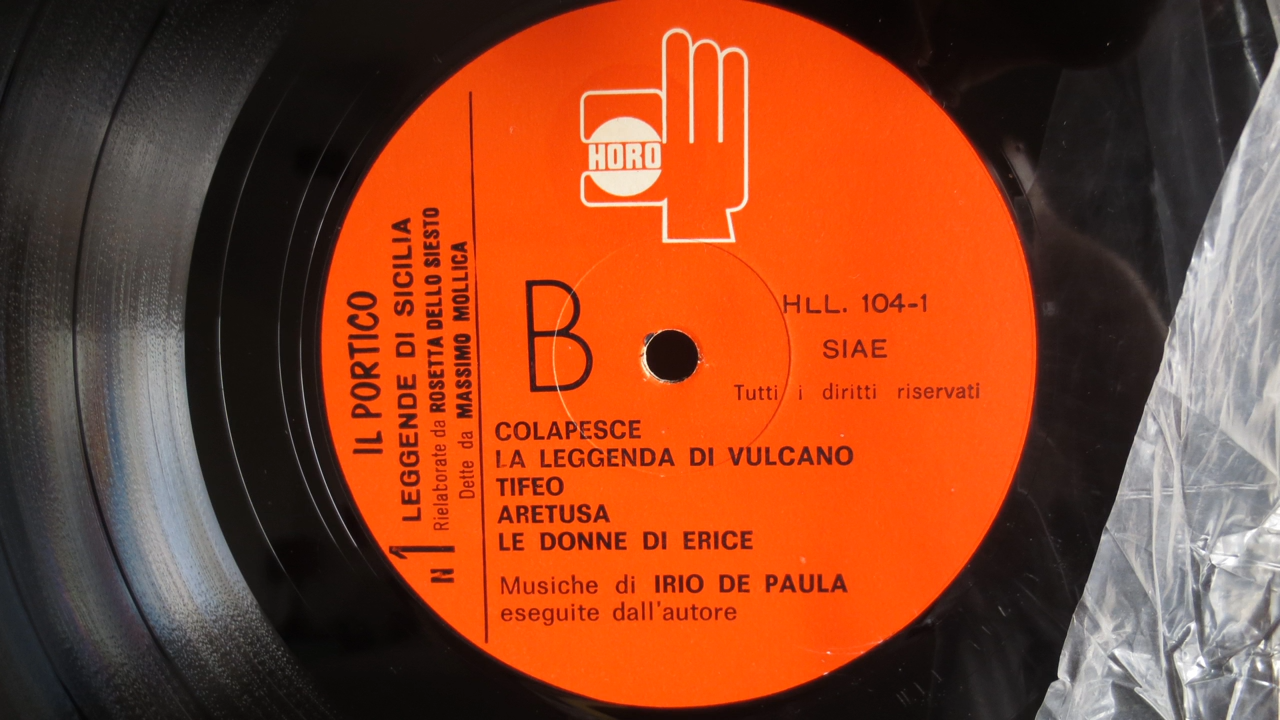 HORO
B
HLL. 104-1
SIAE
Tutti i diritti riservati
COLAPESCE
LA LEGGENDA DI VULCANO
TIFEO
ARETUSA
LE DONNE DI ERICE
Musiche di IRIO DE PAULA
eseguite dall'autore
IL PORTICO
LEGGENDE DI SICILIA
Rielaborate da ROSETTA DELLO SIESTO
Dette da MASSIMO MOLLICA
N 1